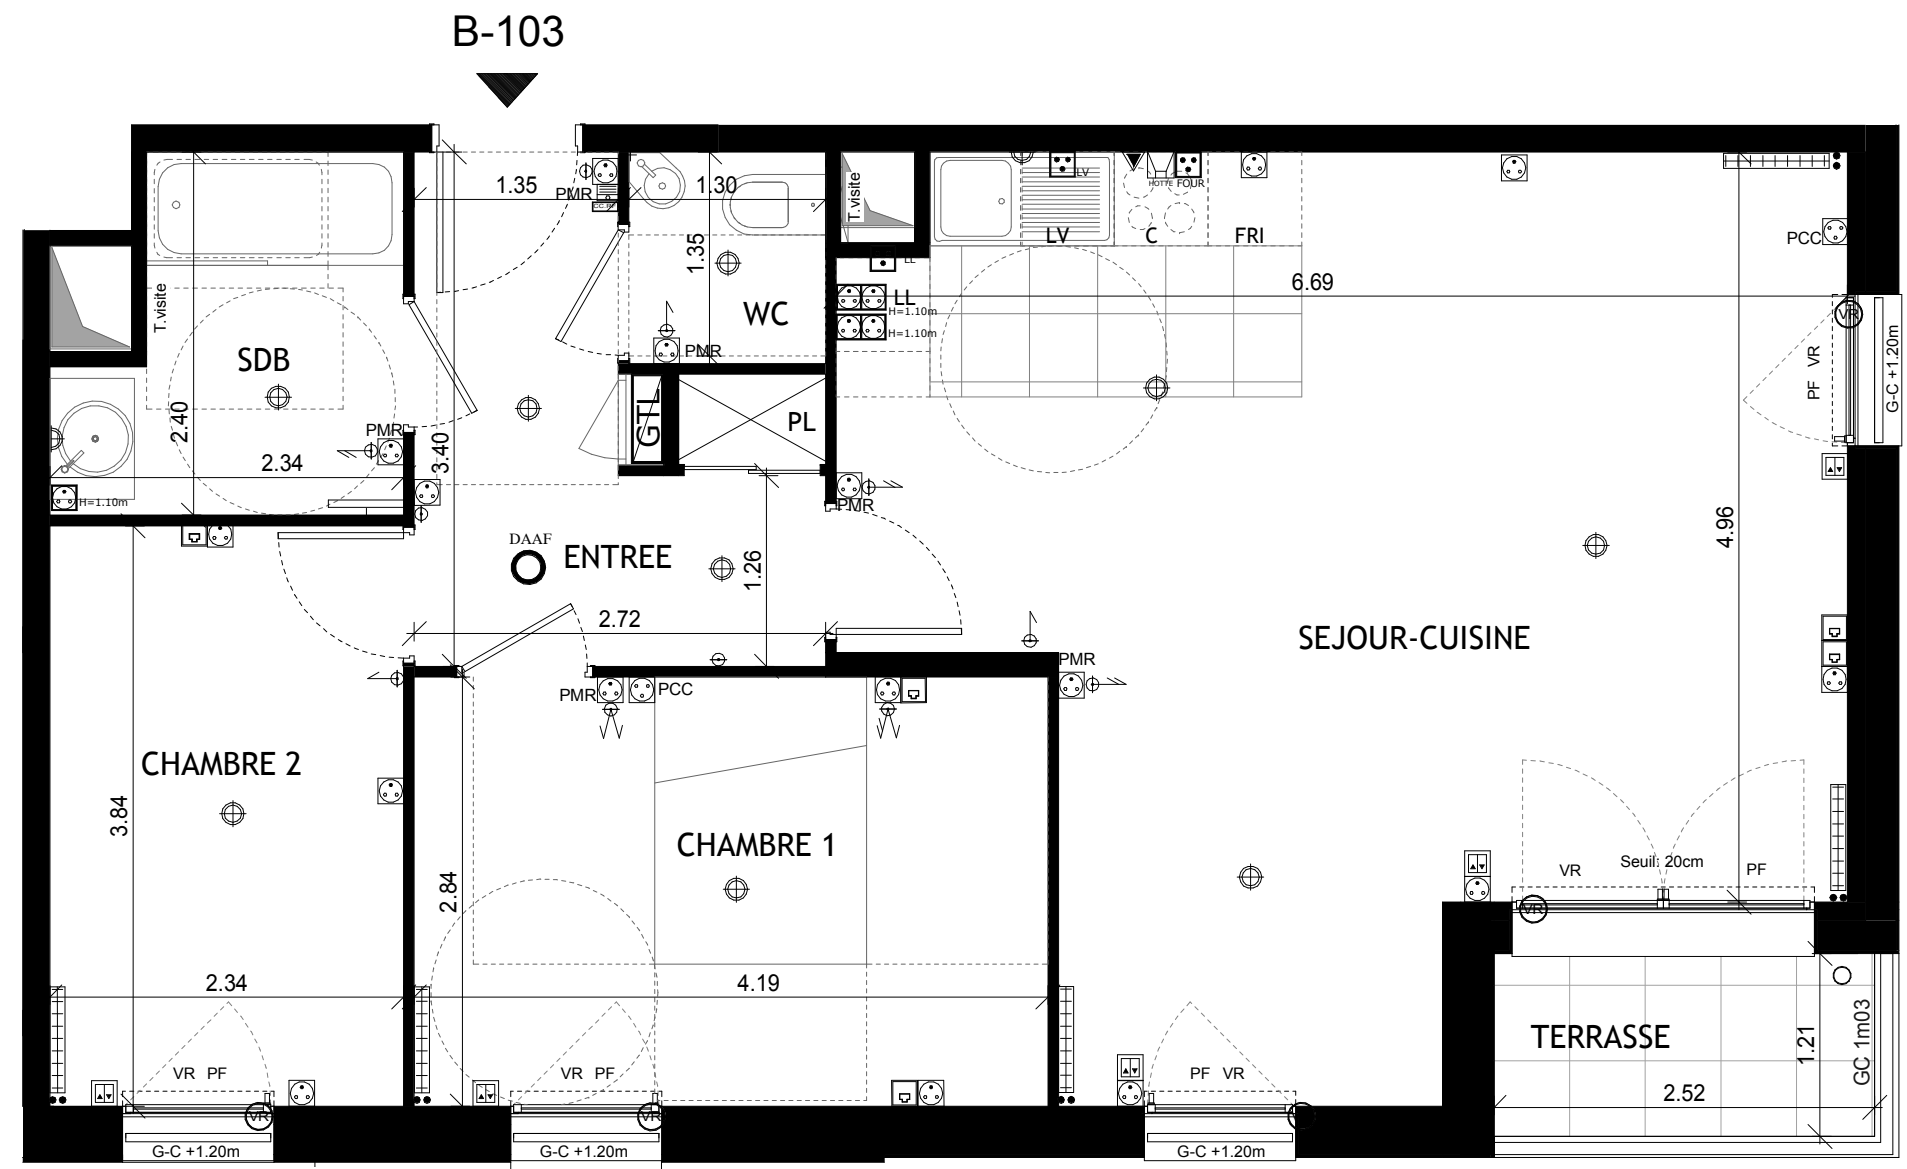 B-103
PMR
1.35
1.30
T.visite
LV
HOTTE
FOUR
LV
C
FRI
PCC
1.35
WC
LL
LL
H=1.10m
H=1.10m
6.69
VR
PF VR
G-C +1.20m
T.visite
SDB
2.40
PMR
2.34
H=1.10m
3.40
PMR
GTL
PL
PMR
DAAF
ENTREE
1.26
2.72
4.96
SEJOUR-CUISINE
PMR
PMR
PCC
CHAMBRE 2
3.84
CHAMBRE 1
2.84
VR
Seuil: 20cm
PF
VR
2.34
4.19
TERRASSE
1.21
GC 1m03
2.52
VR PF
VR
G-C +1.20m
VR PF
VR
G-C +1.20m
PF VR
G-C +1.20m